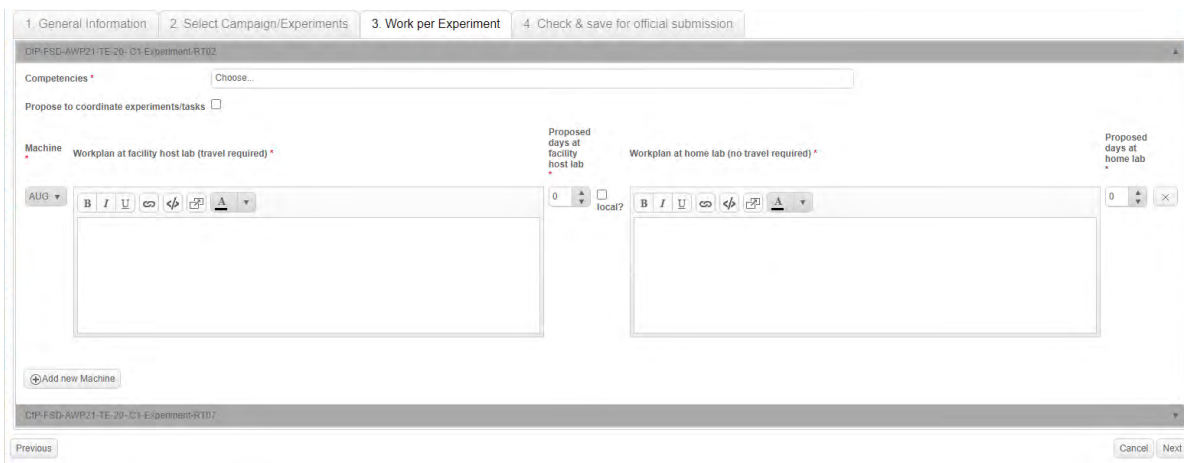 1. General Information 2. Select Campaign/Experiments 3. Work per Experiment 4. Check & save for official submission
CfP-FSD-AWP21-TE-20- C1-Experiment-RT02
Competencies * Choose...
Propose to coordinate experiments/tasks
Machine * Workplan at facility host lab (travel required) * Proposed days at facility host lab * Workplan at home lab (no travel required) * Proposed days at home lab *
AUG B I U A 0 local? B I U A 0
Add new Machine
CfP-FSD-AWP21-TE-20- C1-Experiment-RT07
Previous Cancel Next